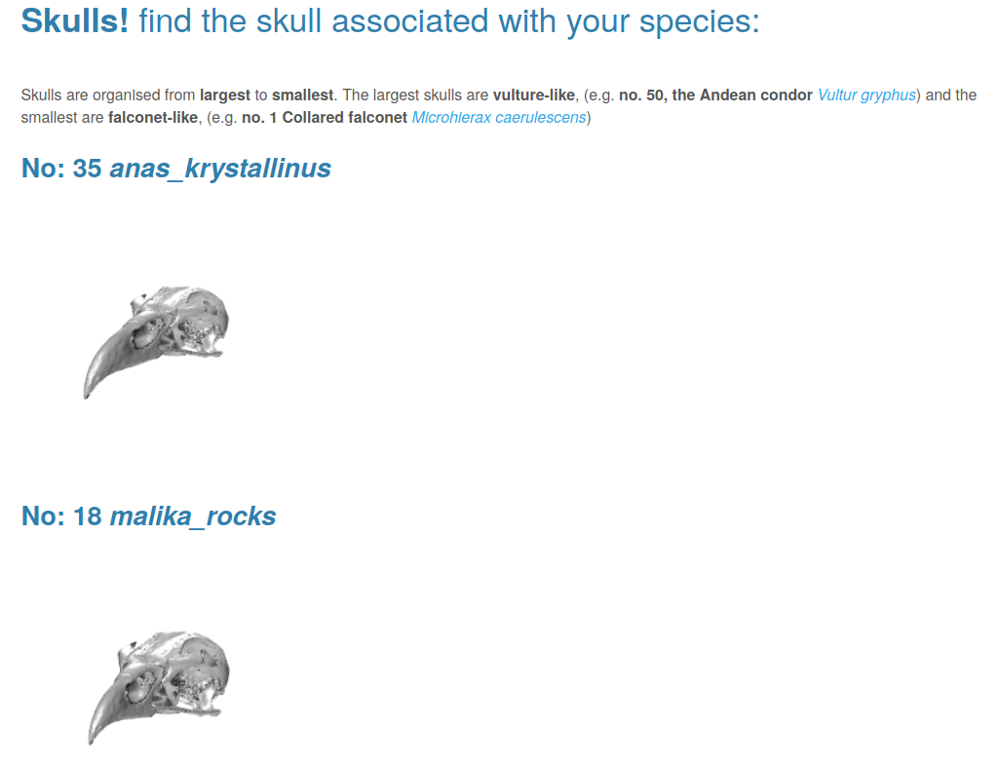 Skulls! find the skull associated with your species:
Skulls are organised from largest to smallest. The largest skulls are vulture-like, (e.g. no. 50, the Andean condor Vultur gryphus) and the
smallest are falconet-like, (e.g. no. 1 Collared falconet Microhierax caerulescens)
No: 35 anas_krystallinus
No: 18 malika_rocks